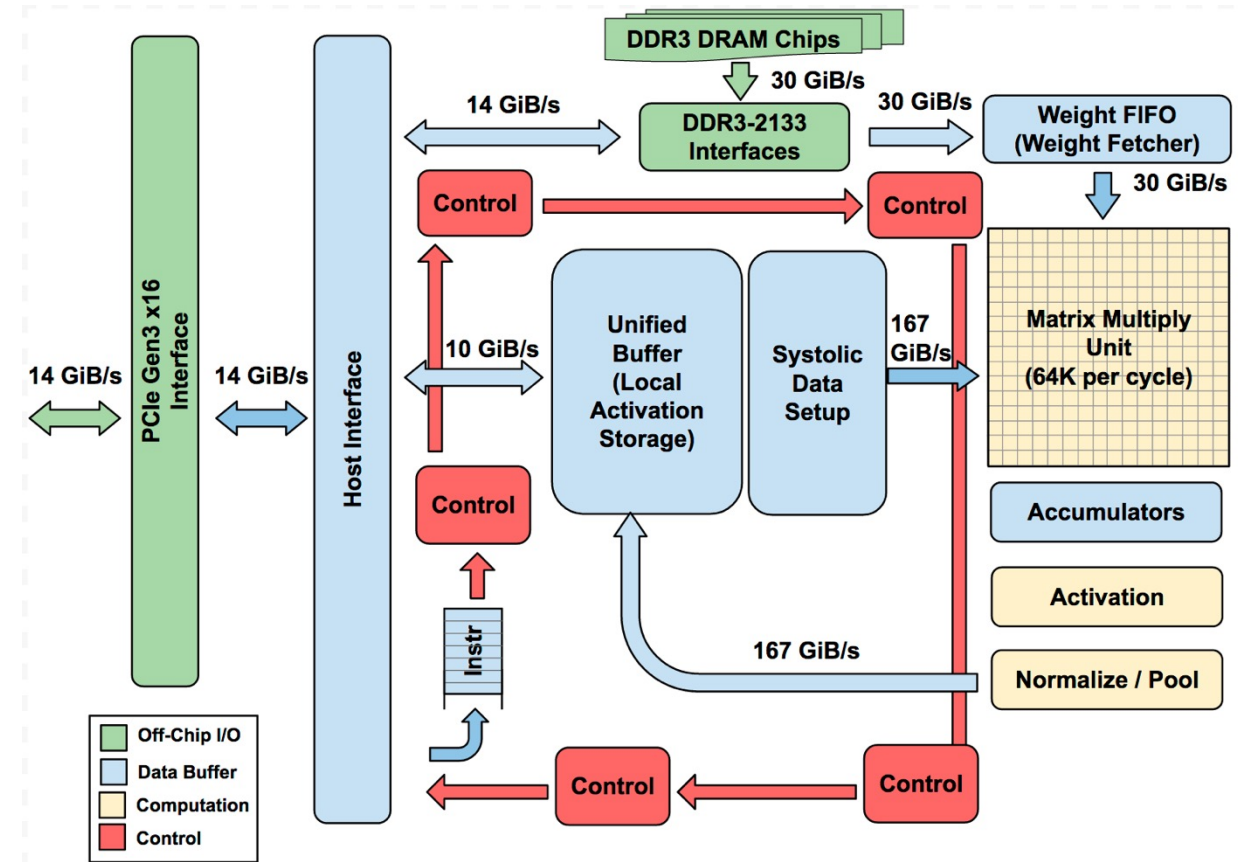 DDR3 DRAM Chips
30 GiB/s
14 GiB/s
30 GiB/s
DDR3-2133
Interfaces
Weight FIFO
(Weight Fetcher)
30 GiB/s
Control
Control
PCIe Gen3 x16
Interface
Host Interface
14 GiB/s
14 GiB/s
10 GiB/s
Unified
Buffer
(Local
Activation
Storage)
Systolic
Data
Setup
167
GiB/s
Matrix Multiply
Unit
(64K per cycle)
Control
Accumulators
Activation
Instr
167 GiB/s
Normalize / Pool
Off-Chip I/O
Data Buffer
Computation
Control
Control
Control